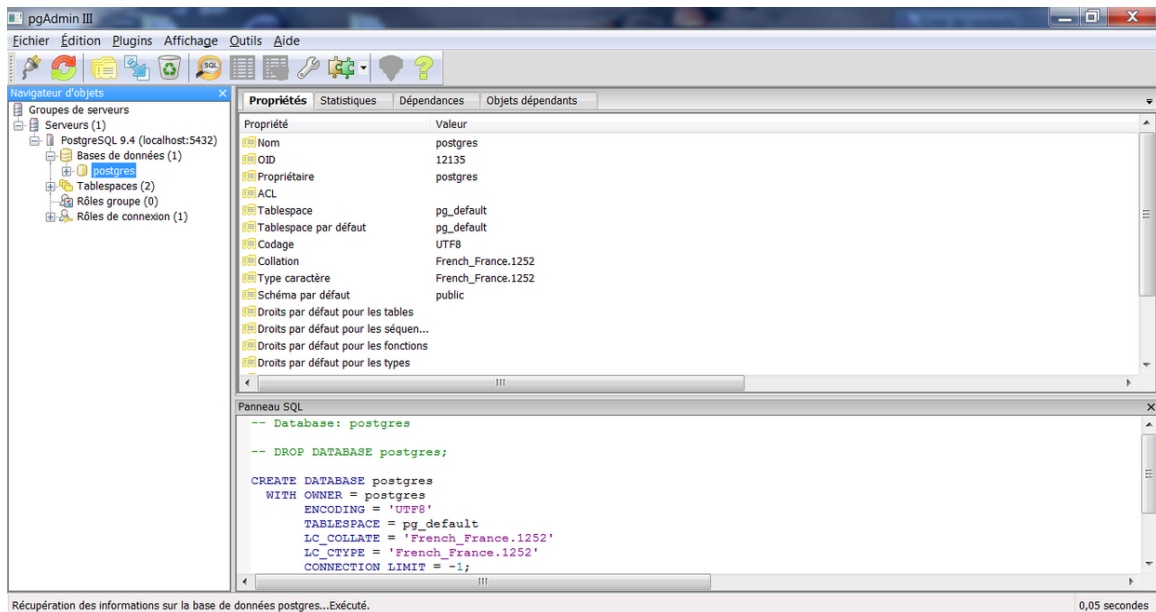 pgAdmin III
Fichier Édition Plugins Affichage Outils Aide
SQL
Navigateur d'objets
Groupes de serveurs
Serveurs (1)
PostgreSQL 9.4 (localhost:5432)
Bases de données (1)
postgres
Tablespaces (2)
Rôles groupe (0)
Rôles de connexion (1)
Propriétés Statistiques Dépendances Objets dépendants
Propriété Valeur
Nom postgres
OID 12135
Propriétaire postgres
ACL
Tablespace pg_default
Tablespace par défaut pg_default
Codage UTF8
Collation French_France.1252
Type caractère French_France.1252
Schéma par défaut public
Droits par défaut pour les tables
Droits par défaut pour les séquen...
Droits par défaut pour les fonctions
Droits par défaut pour les types
Panneau SQL
-- Database: postgres
-- DROP DATABASE postgres;
CREATE DATABASE postgres
WITH OWNER = postgres
ENCODING = 'UTF8'
TABLESPACE = pg_default
LC_COLLATE = 'French_France.1252'
LC_CTYPE = 'French_France.1252'
CONNECTION LIMIT = -1;
Récupération des informations sur la base de données postgres...Exécuté. 0,05 secondes